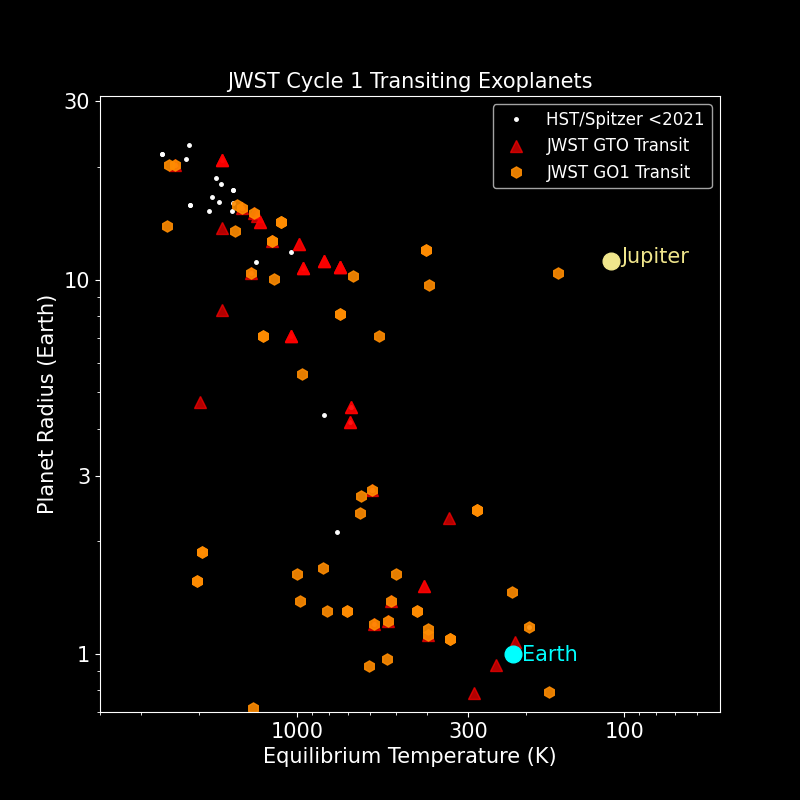 JWST Cycle 1 Transiting Exoplanets
30
HST/Spitzer <2021
JWST GTO Transit
JWST GO1 Transit
Jupiter
10
Planet Radius (Earth)
3
1
Earth
1000
300
100
Equilibrium Temperature (K)